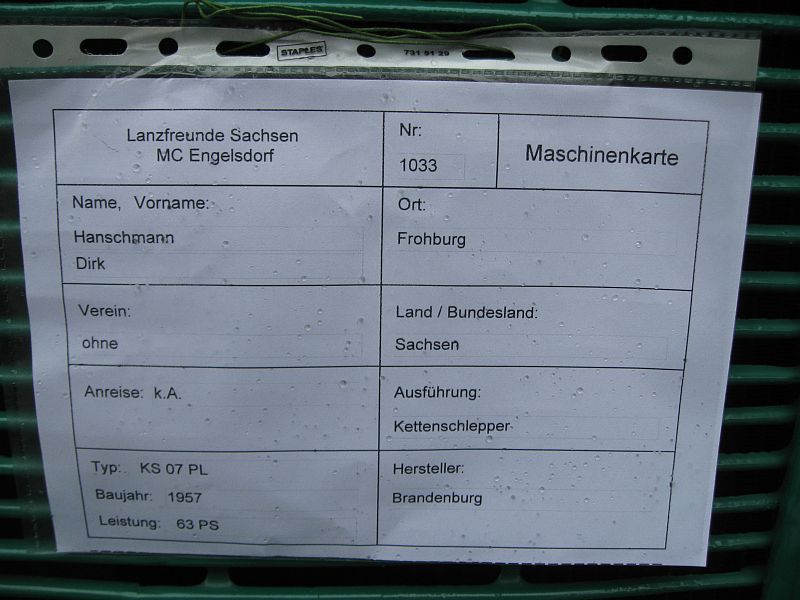 STAPLES 731 51 29
Lanzfreunde Sachsen
MC Engelsdorf
Nr:
1033
Maschinenkarte
Name, Vorname:
Hanschmann
Dirk
Ort:
Frohburg
Verein:
ohne
Land / Bundesland:
Sachsen
Anreise: k.A.
Ausführung:
Kettenschlepper
Typ: KS 07 PL
Baujahr: 1957
Leistung: 63 PS
Hersteller:
Brandenburg